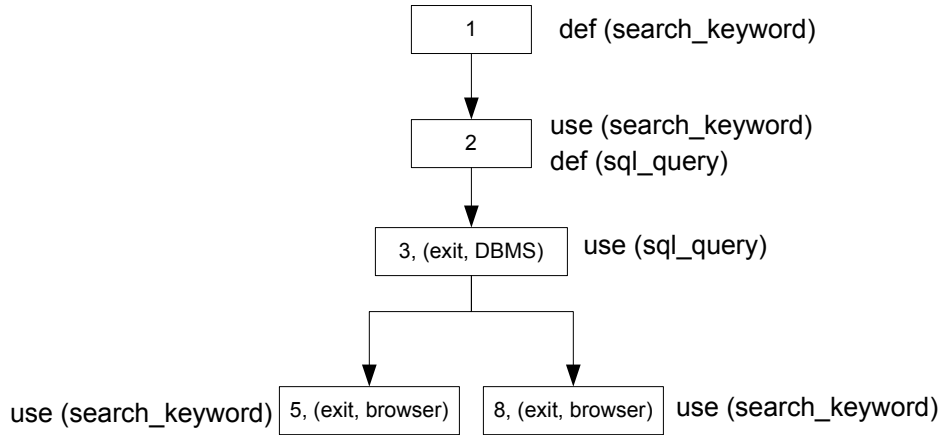 1
def (search_keyword)
use (search_keyword)
2
def (sql_query)
3, (exit, DBMS)
use (sql_query)
use (search_keyword)
5, (exit, browser)
8, (exit, browser)
use (search_keyword)